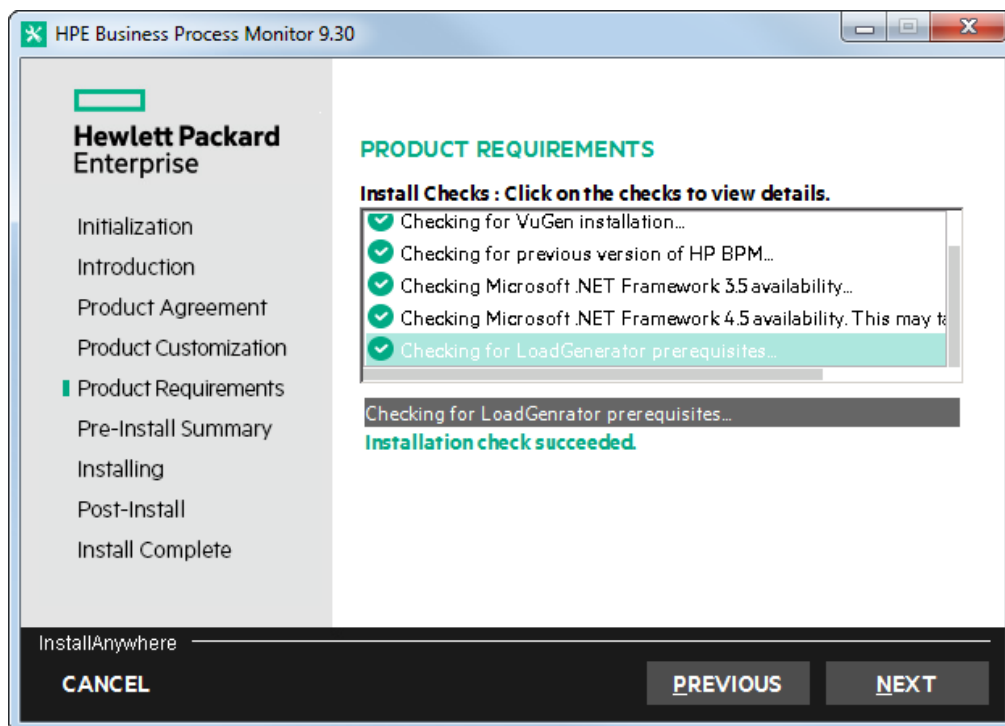 HPE Business Process Monitor 9.30
Hewlett Packard
Enterprise
Initialization
Introduction
Product Agreement
Product Customization
Product Requirements
Pre-Install Summary
Installing
Post-Install
Install Complete
PRODUCT REQUIREMENTS
Install Checks : Click on the checks to view details.
Checking for VuGen installation...
Checking for previous version of HP BPM...
Checking Microsoft .NET Framework 3.5 availability...
Checking Microsoft .NET Framework 4.5 availability. This may
Checking for LoadGenerator prerequisites...
Checking for LoadGenrator prerequisites...
Installation check succeeded.
InstallAnywhere
CANCEL
PREVIOUS
NEXT